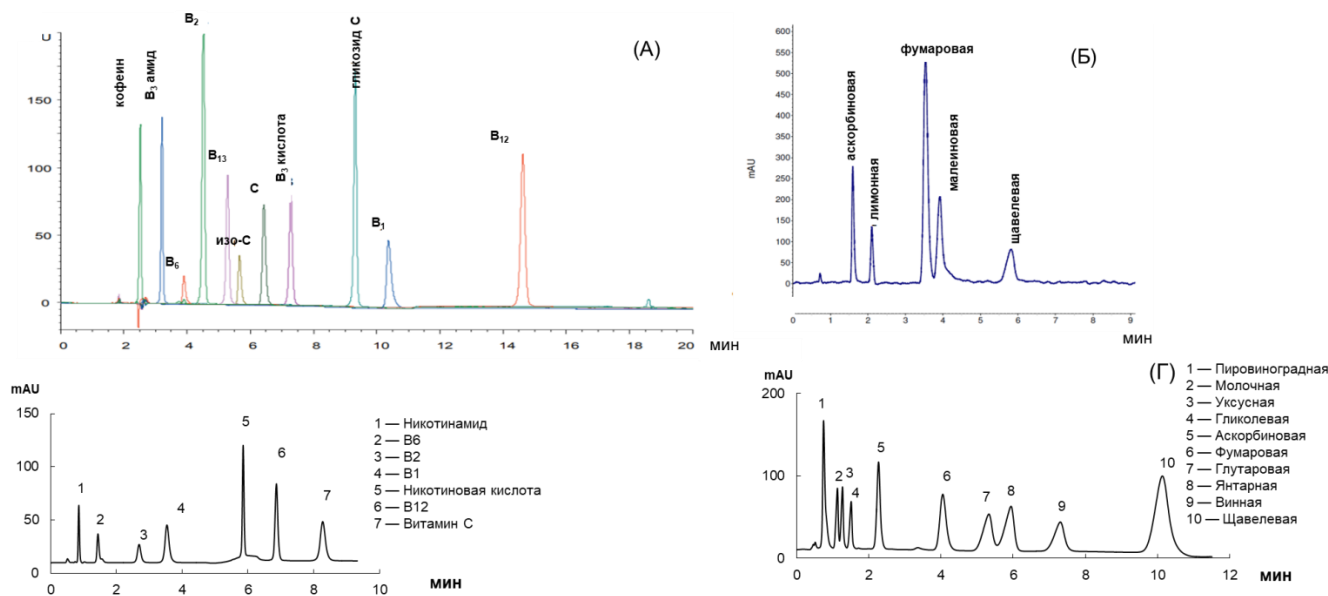 (А)
U
150
100
50
0
кофеин
B3 амид
B6
B2
B13
изо-С
С
B3 кислота
гликозид С
B1
B12
0 2 4 6 8 10 12 14 16 18 20 мин
(Б)
mAU
600
550
500
450
400
350
300
250
200
150
100
50
0
аскорбиновая
лимонная
фумаровая
малеиновая
щавелевая
0 1 2 3 4 5 6 7 8 9
мин
mAU
150
100
50
0
1 2 3 4 5 6 7
0 2 4 6 8 10
мин
1 — Никотинамид
2 — B6
3 — B2
4 — B1
5 — Никотиновая кислота
6 — B12
7 — Витамин С
(Г)
mAU
200
100
0
1 2 3 4 5 6 7 8 9 10
0 2 4 6 8 10 12 мин
1 — Пировиноградная
2 — Молочная
3 — Уксусная
4 — Гликолевая
5 — Аскорбиновая
6 — Фумаровая
7 — Глутаровая
8 — Янтарная
9 — Винная
10 — Щавелевая